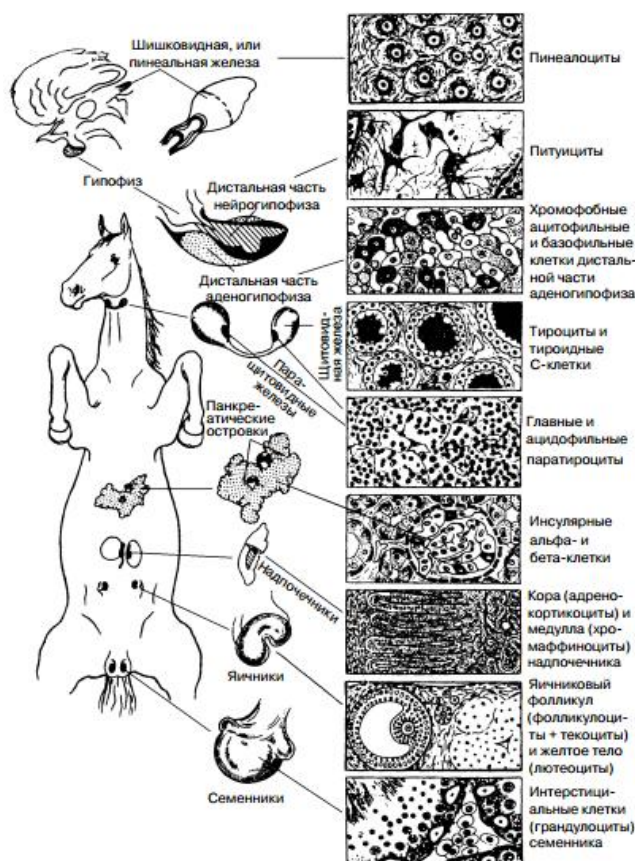 Шишковидная, или
пинеальная железа
Пинеалоциты
Гипофиз
Питуициты
Дистальная часть
нейрогипофиза
Хромофобные
ацитофильные
и базофильные
клетки дисталь-
ной части
аденогипофиза
Дистальная часть
аденогипофиза
Щитовид-
ная железа
Тироциты и
тироидные
С-клетки
Пара-
щитовидные
железы
Главные и
ацидофильные
паратироциты
Панкре-
атические
островки
Инсулярные
альфа- и
бета-клетки
Надпочечники
Кора (адрено-
кортикоциты) и
медулла (хро-
маффиноциты)
надпочечника
Яичники
Яичниковый
фолликул
(фолликулоци-
ты + текоциты)
и желтое тело
(лютеоциты)
Семенники
Интерстици-
альные клетки
(грандулоциты)
семенника